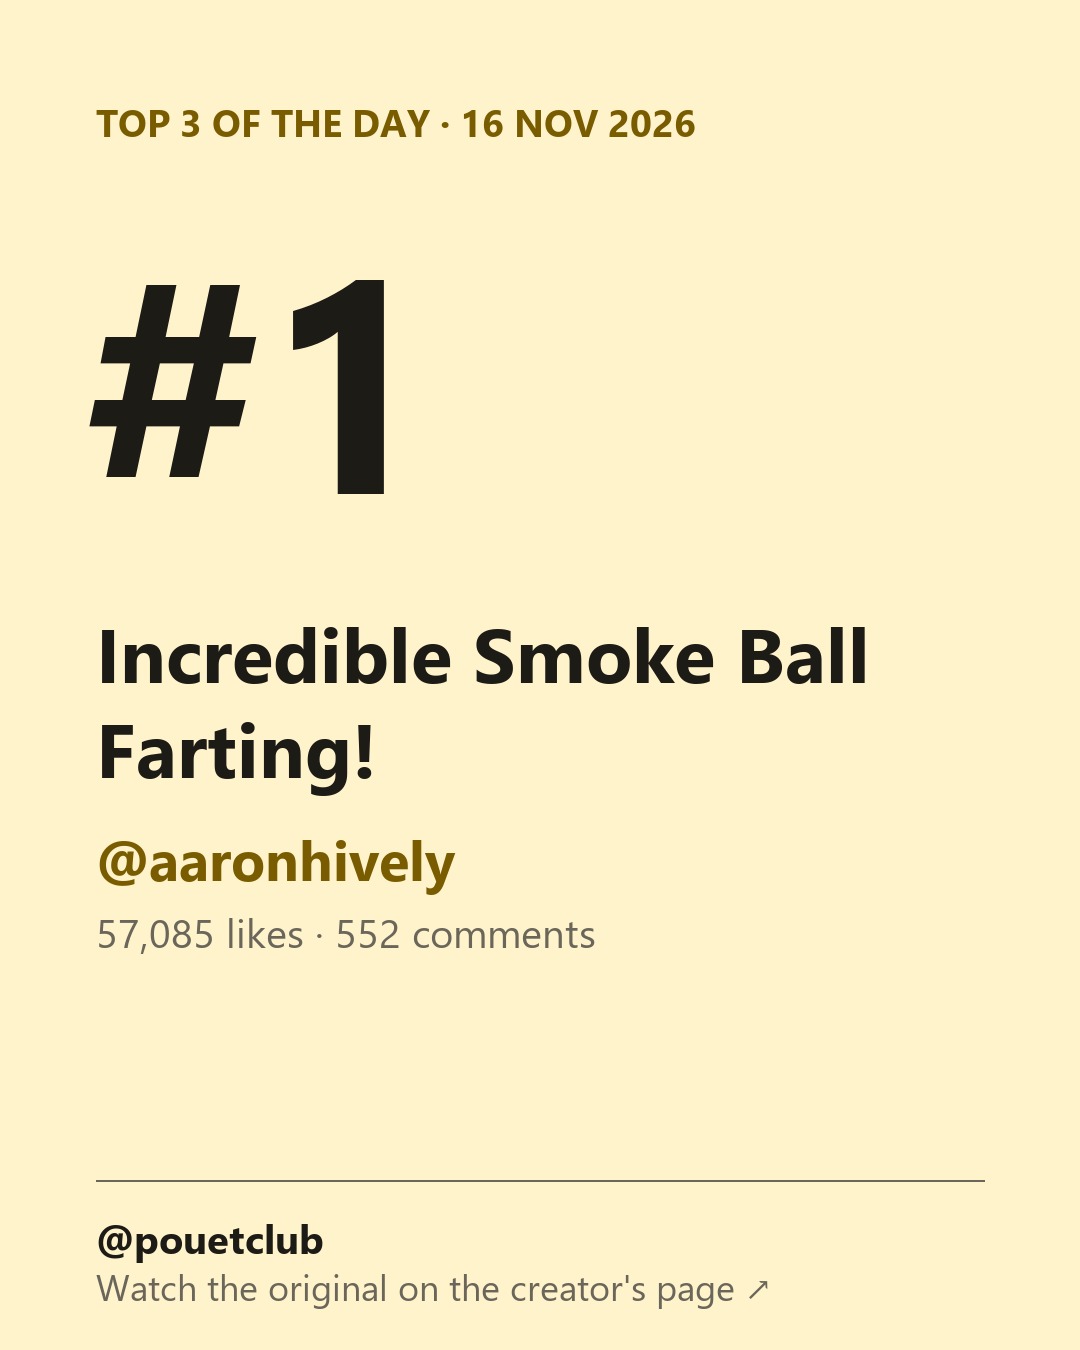 TOP 3 OF THE DAY · 16 NOV 2026
#1
Incredible Smoke Ball
Farting!
@aaronhively
57,085 likes · 552 comments
@pouetclub
Watch the original on the creator's page ↗